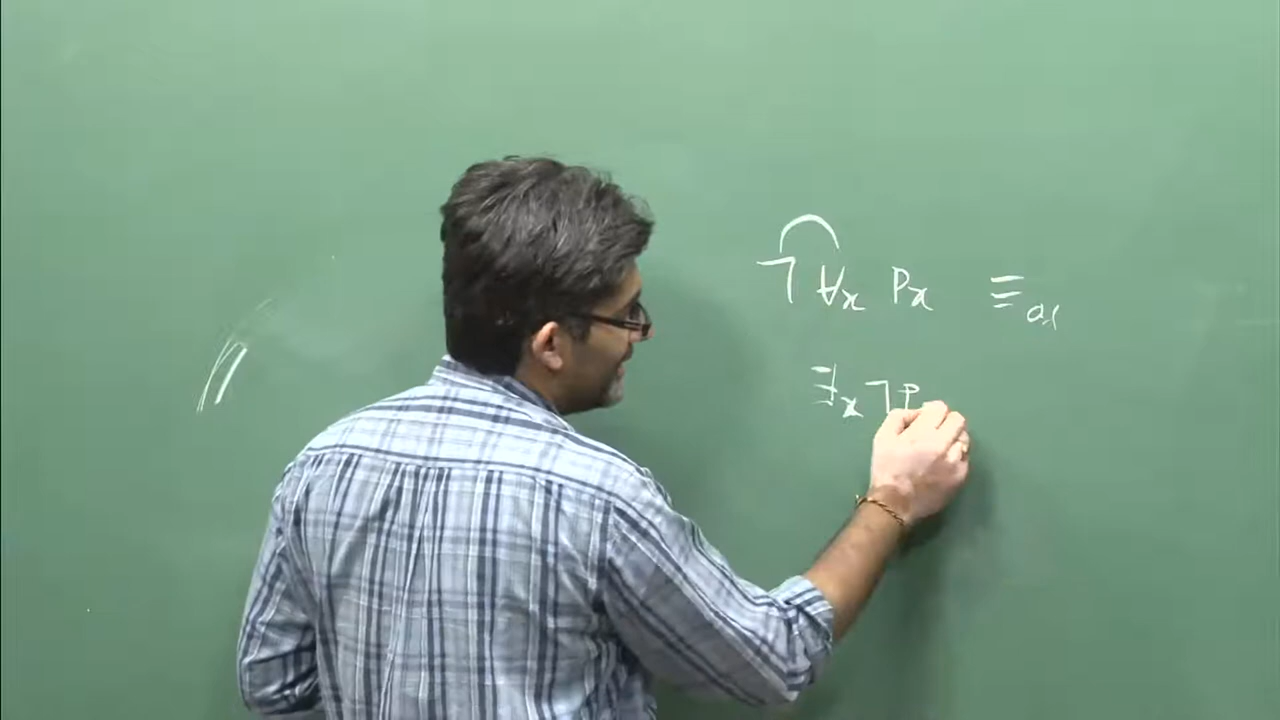 ¬∀x Px ≡
∃x ¬P